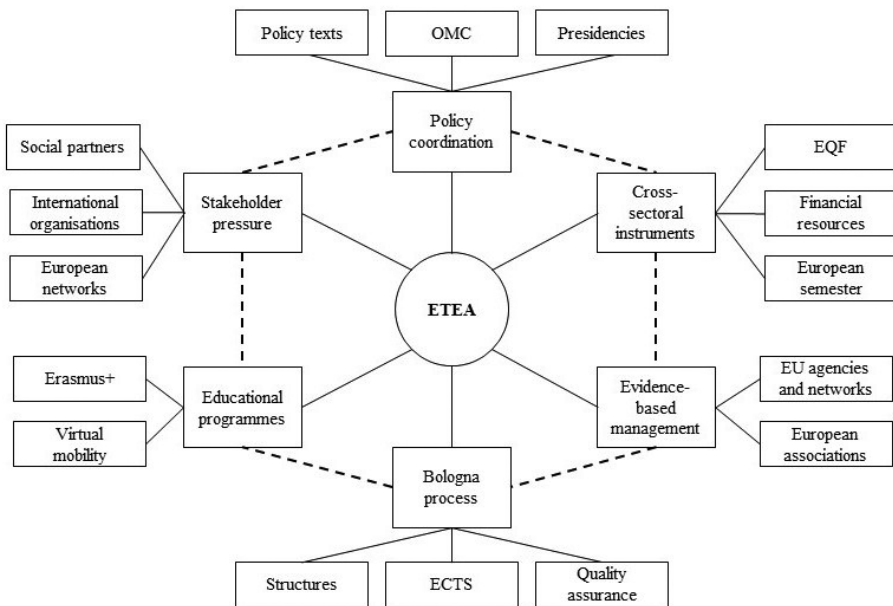 Policy texts
OMC
Presidencies
Policy
coordination
Social partners
International
organisations
European
networks
Stakeholder
pressure
Cross-
sectoral
instruments
EQF
Financial
resources
European
semester
ETEA
Erasmus+
Virtual
mobility
Educational
programmes
Evidence-
based
management
EU agencies
and networks
European
associations
Bologna
process
Structures
ECTS
Quality
assurance